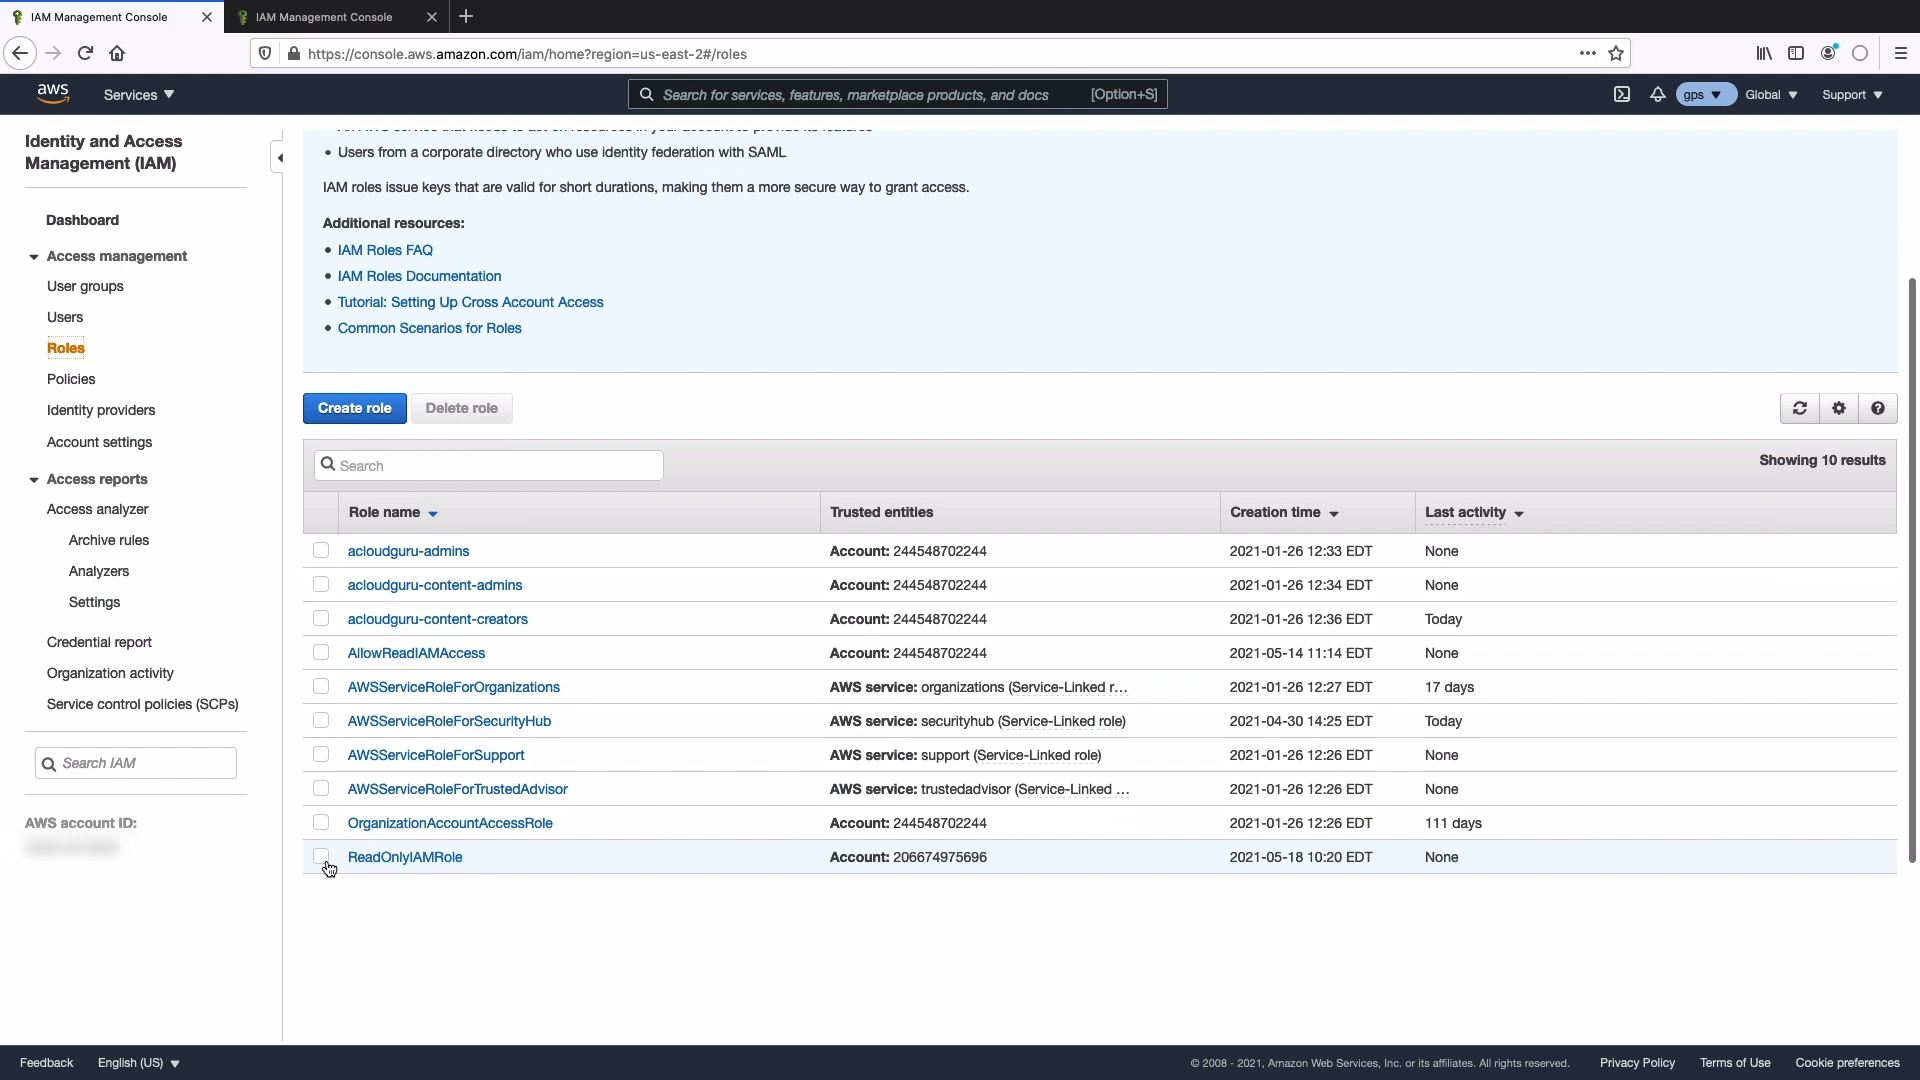 IAM Management Console
IAM Management Console
https://console.aws.amazon.com/iam/home?region=us-east-2#/roles
aws
Services
Search for services, features, marketplace products, and docs
[Option+S]
gps
Global
Support
Identity and Access
Management (IAM)
Dashboard
Access management
User groups
Users
Roles
Policies
Identity providers
Account settings
Access reports
Access analyzer
Archive rules
Analyzers
Settings
Credential report
Organization activity
Service control policies (SCPs)
Search IAM
AWS account ID:
• Users from a corporate directory who use identity federation with SAML
IAM roles issue keys that are valid for short durations, making them a more secure way to grant access.
Additional resources:
• IAM Roles FAQ
• IAM Roles Documentation
• Tutorial: Setting Up Cross Account Access
• Common Scenarios for Roles
Create role
Delete role
Search
Showing 10 results
Role name Trusted entities Creation time Last activity
acloudguru-admins Account: 244548702244 2021-01-26 12:33 EDT None
acloudguru-content-admins Account: 244548702244 2021-01-26 12:34 EDT None
acloudguru-content-creators Account: 244548702244 2021-01-26 12:36 EDT Today
AllowReadIAMAccess Account: 244548702244 2021-05-14 11:14 EDT None
AWSServiceRoleForOrganizations AWS service: organizations (Service-Linked r... 2021-01-26 12:27 EDT 17 days
AWSServiceRoleForSecurityHub AWS service: securityhub (Service-Linked role) 2021-04-30 14:25 EDT Today
AWSServiceRoleForSupport AWS service: support (Service-Linked role) 2021-01-26 12:26 EDT None
AWSServiceRoleForTrustedAdvisor AWS service: trustedadvisor (Service-Linked ... 2021-01-26 12:26 EDT None
OrganizationAccountAccessRole Account: 244548702244 2021-01-26 12:26 EDT 111 days
ReadOnlyIAMRole Account: 206674975696 2021-05-18 10:20 EDT None
Feedback
English (US)
© 2008 - 2021, Amazon Web Services, Inc. or its affiliates. All rights reserved.
Privacy Policy
Terms of Use
Cookie preferences